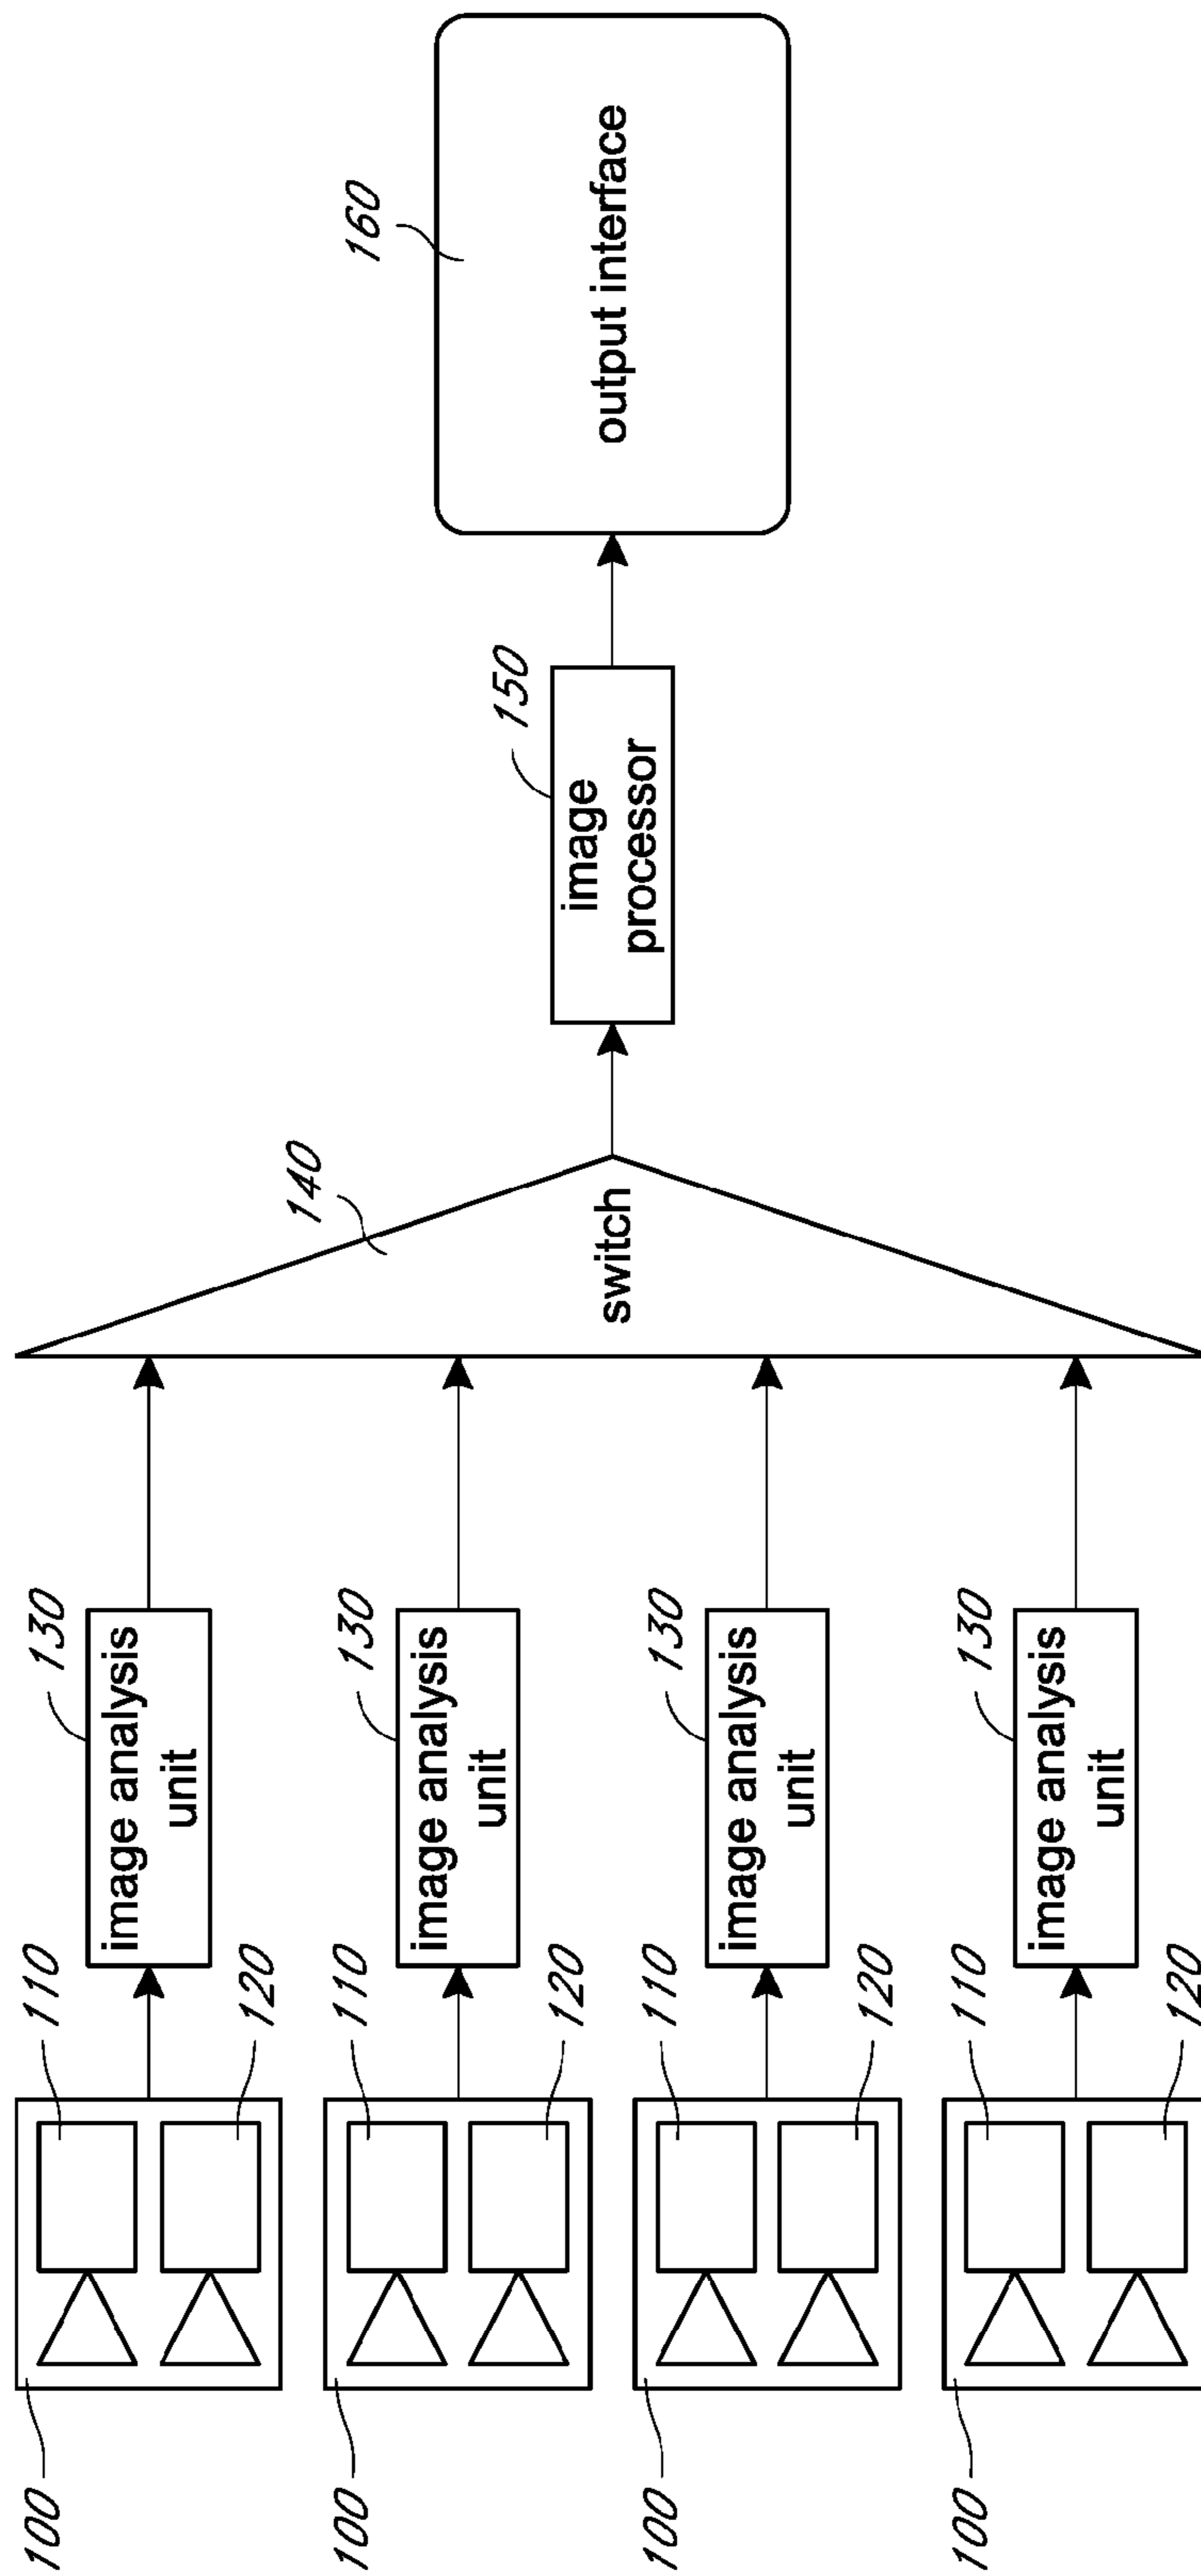 100
110
120
130
image analysis
unit
100
110
120
130
image analysis
unit
100
110
120
130
image analysis
unit
100
110
120
130
image analysis
unit
140
switch
150
image
processor
160
output interface